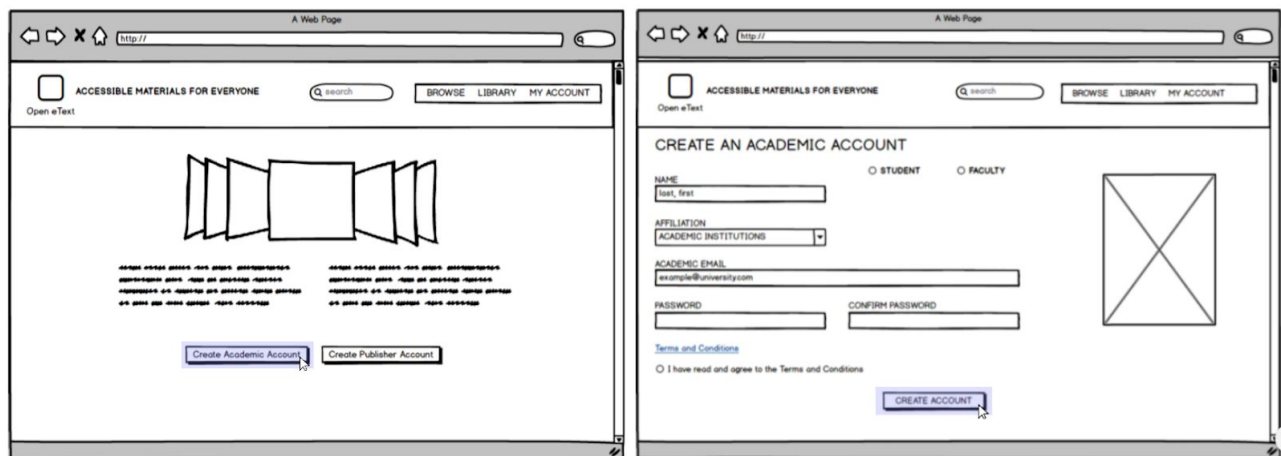 A Web Page
http://
ACCESSIBLE MATERIALS FOR EVERYONE
search
BROWSE LIBRARY MY ACCOUNT
Open eText
Create Academic Account
Create Publisher Account
A Web Page
http://
ACCESSIBLE MATERIALS FOR EVERYONE
search
BROWSE LIBRARY MY ACCOUNT
Open eText
CREATE AN ACADEMIC ACCOUNT
STUDENT
FACULTY
NAME
last, first
AFFILIATION
ACADEMIC INSTITUTIONS
ACADEMIC EMAIL
example@university.com
PASSWORD
CONFIRM PASSWORD
Terms and Conditions
I have read and agree to the Terms and Conditions
CREATE ACCOUNT